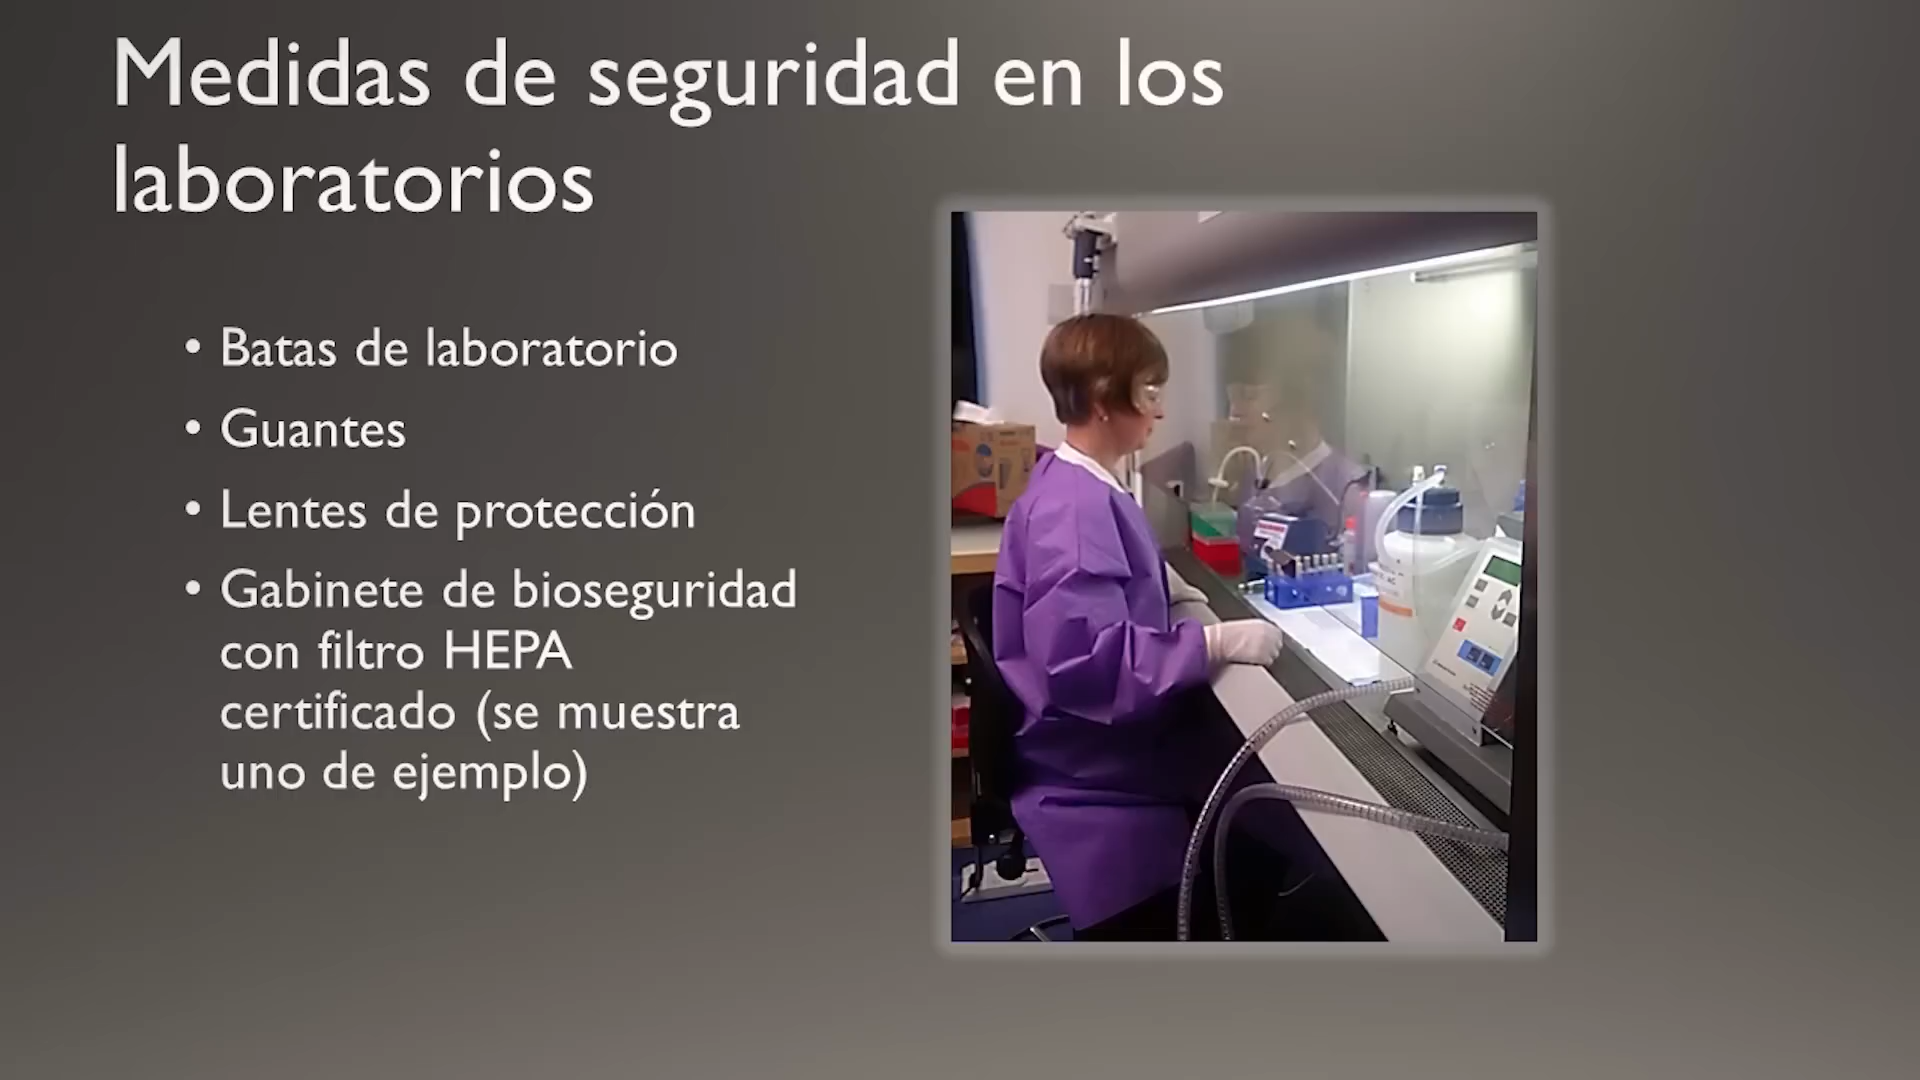 Medidas de seguridad en los
laboratorios
• Batas de laboratorio
• Guantes
• Lentes de protección
• Gabinete de bioseguridad
con filtro HEPA
certificado (se muestra
uno de ejemplo)